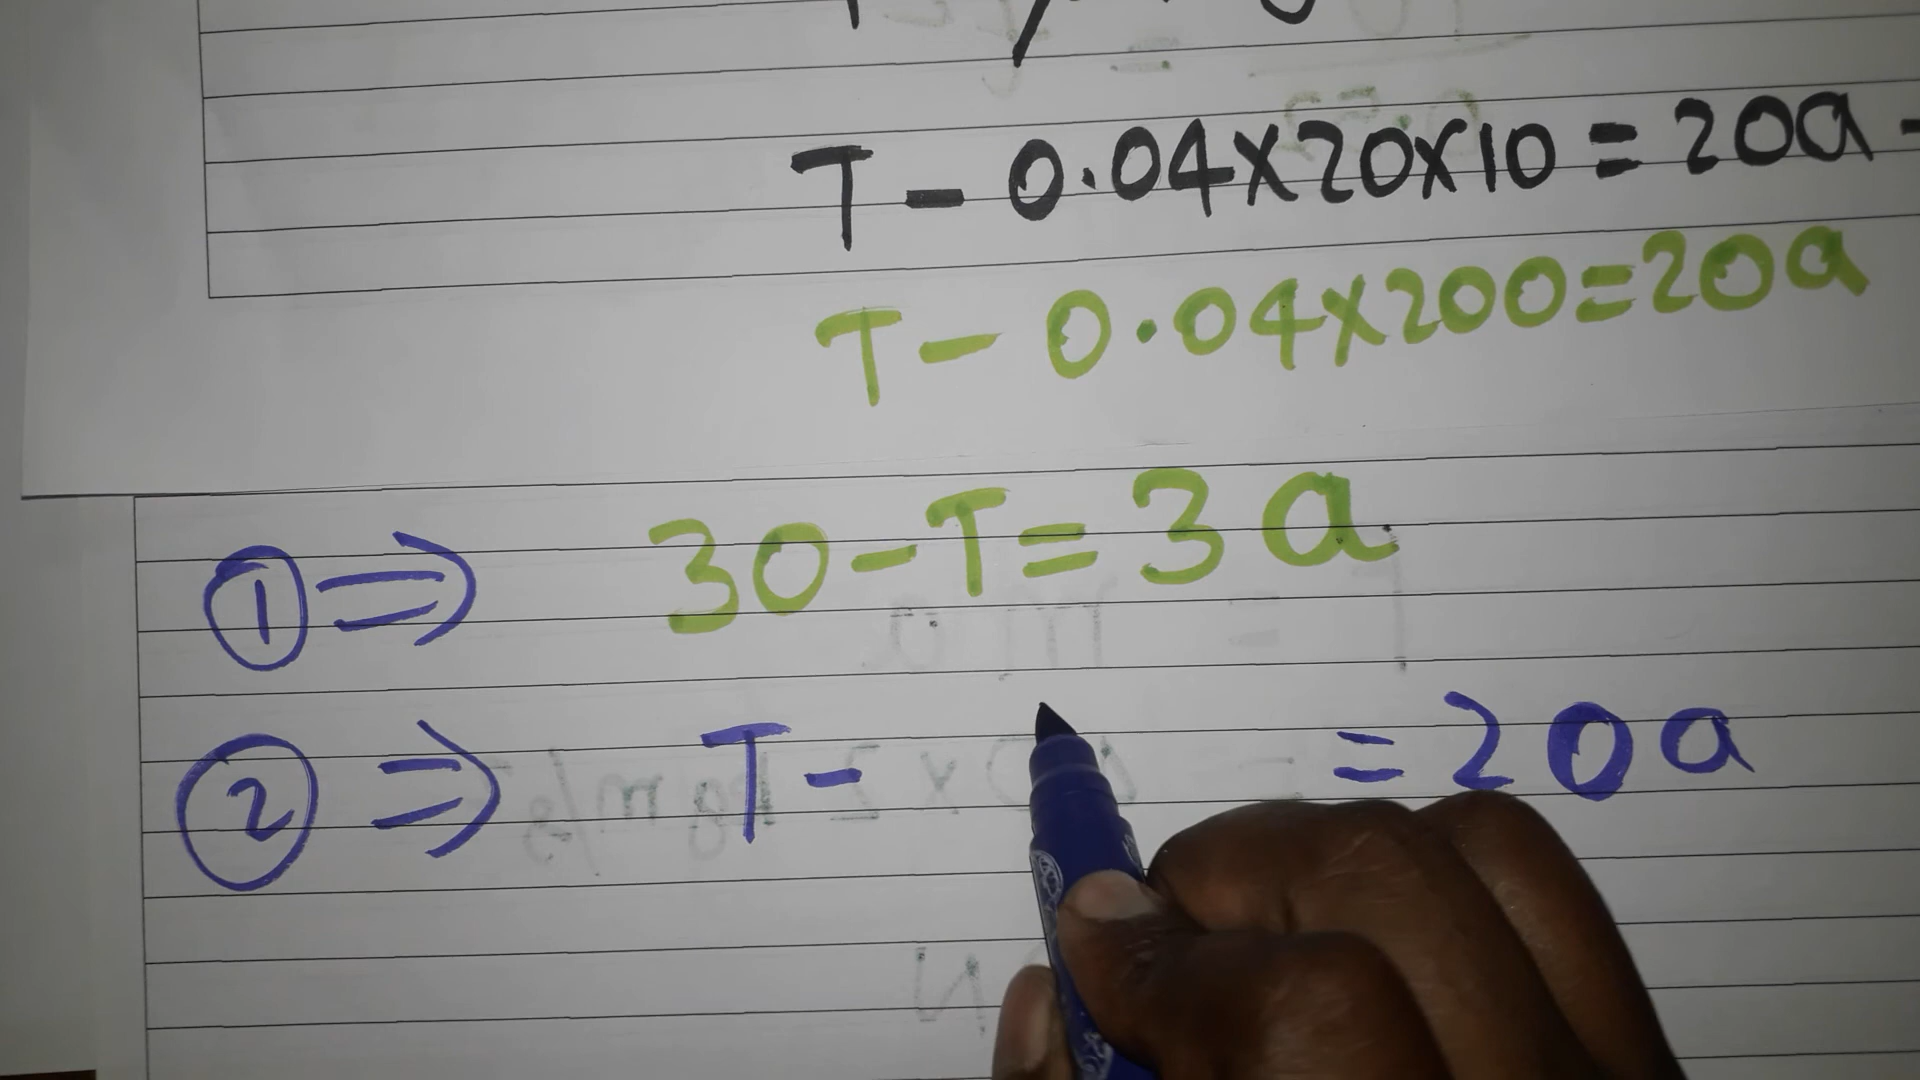 T - 0.04x20x10 = 20a -
T - 0.04x200=20a
① ⇒ 30-T=3a
② ⇒ T - = 20a